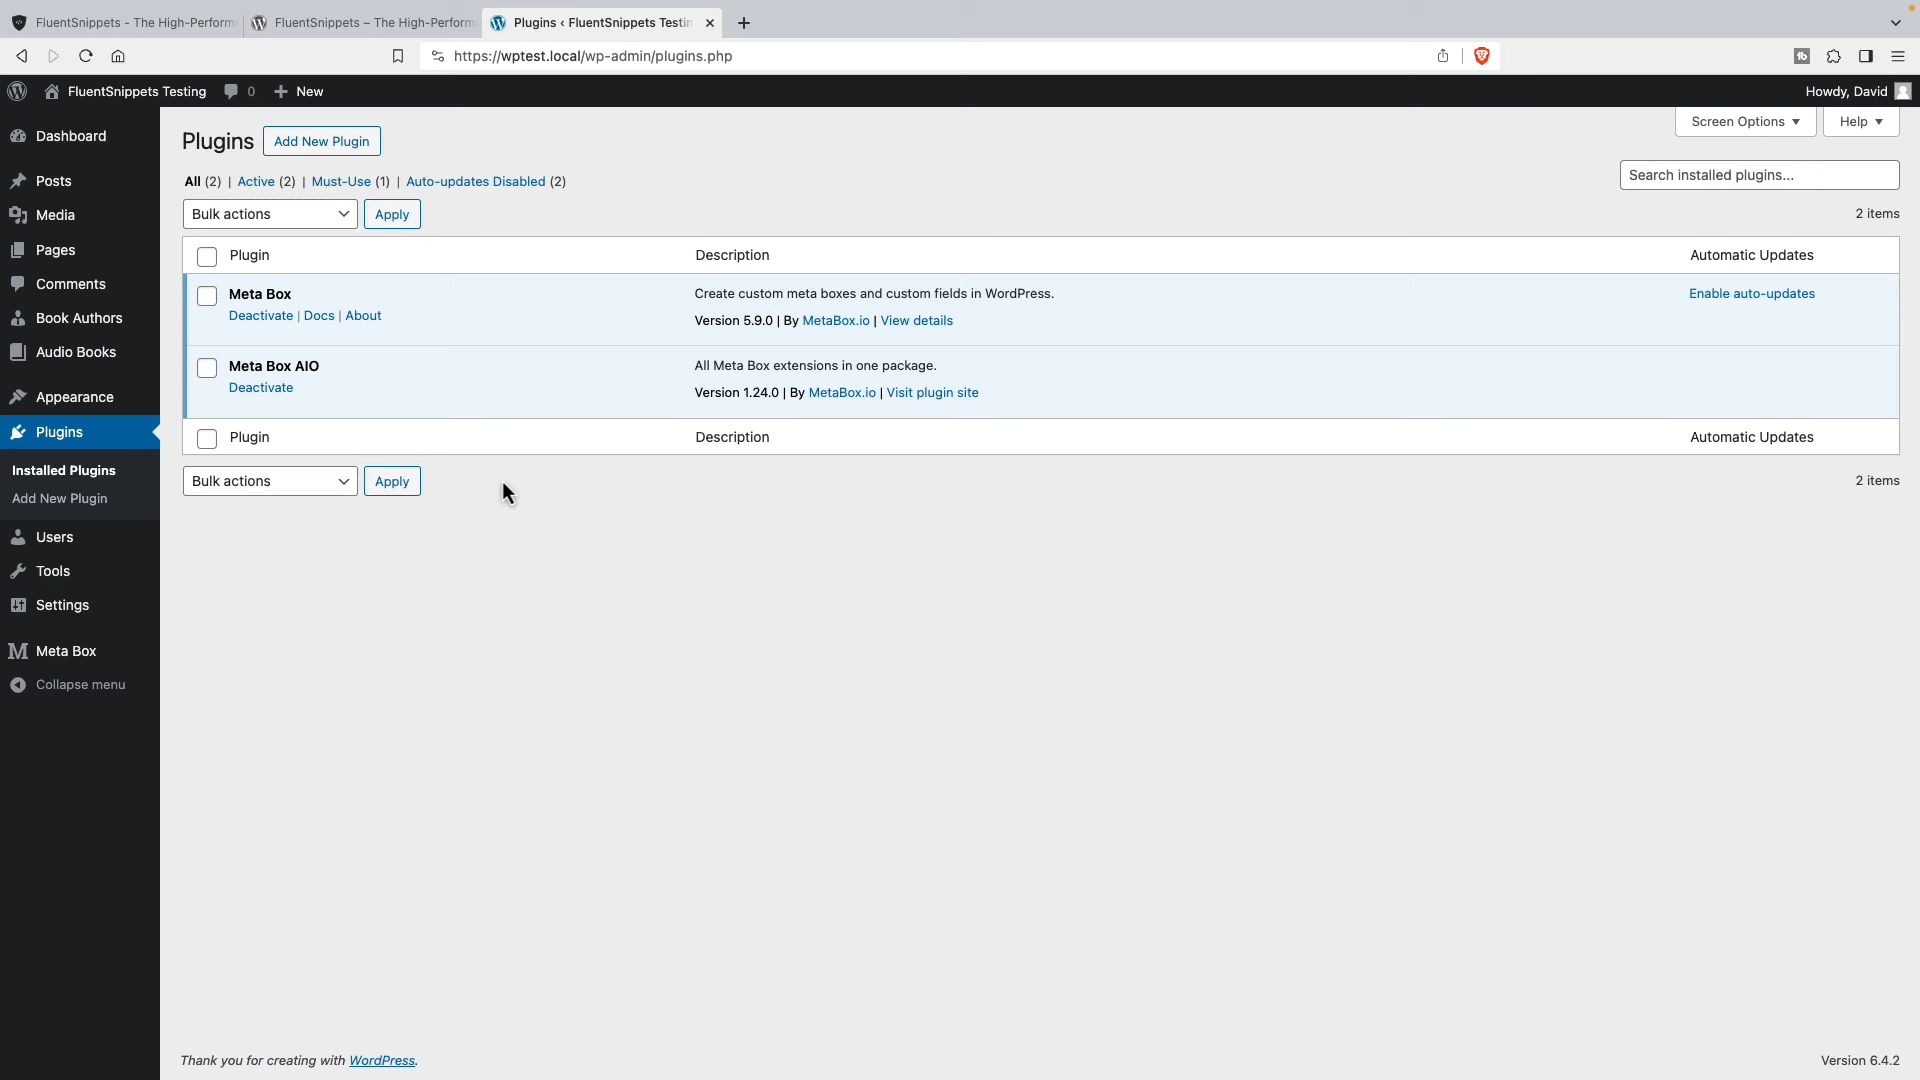 FluentSnippets - The High-Perform
FluentSnippets – The High-Perform
Plugins ‹ FluentSnippets Testin
https://wptest.local/wp-admin/plugins.php
FluentSnippets Testing
0
New
Howdy, David
Dashboard
Posts
Media
Pages
Comments
Book Authors
Audio Books
Appearance
Plugins
Installed Plugins
Add New Plugin
Users
Tools
Settings
Meta Box
Collapse menu
Screen Options
Help
Plugins
Add New Plugin
All (2) | Active (2) | Must-Use (1) | Auto-updates Disabled (2)
Search installed plugins...
Bulk actions
Apply
2 items
Plugin Description Automatic Updates
Meta Box
Deactivate | Docs | About
Create custom meta boxes and custom fields in WordPress.
Version 5.9.0 | By MetaBox.io | View details
Enable auto-updates
Meta Box AIO
Deactivate
All Meta Box extensions in one package.
Version 1.24.0 | By MetaBox.io | Visit plugin site
Plugin Description Automatic Updates
Bulk actions
Apply
2 items
Thank you for creating with WordPress.
Version 6.4.2